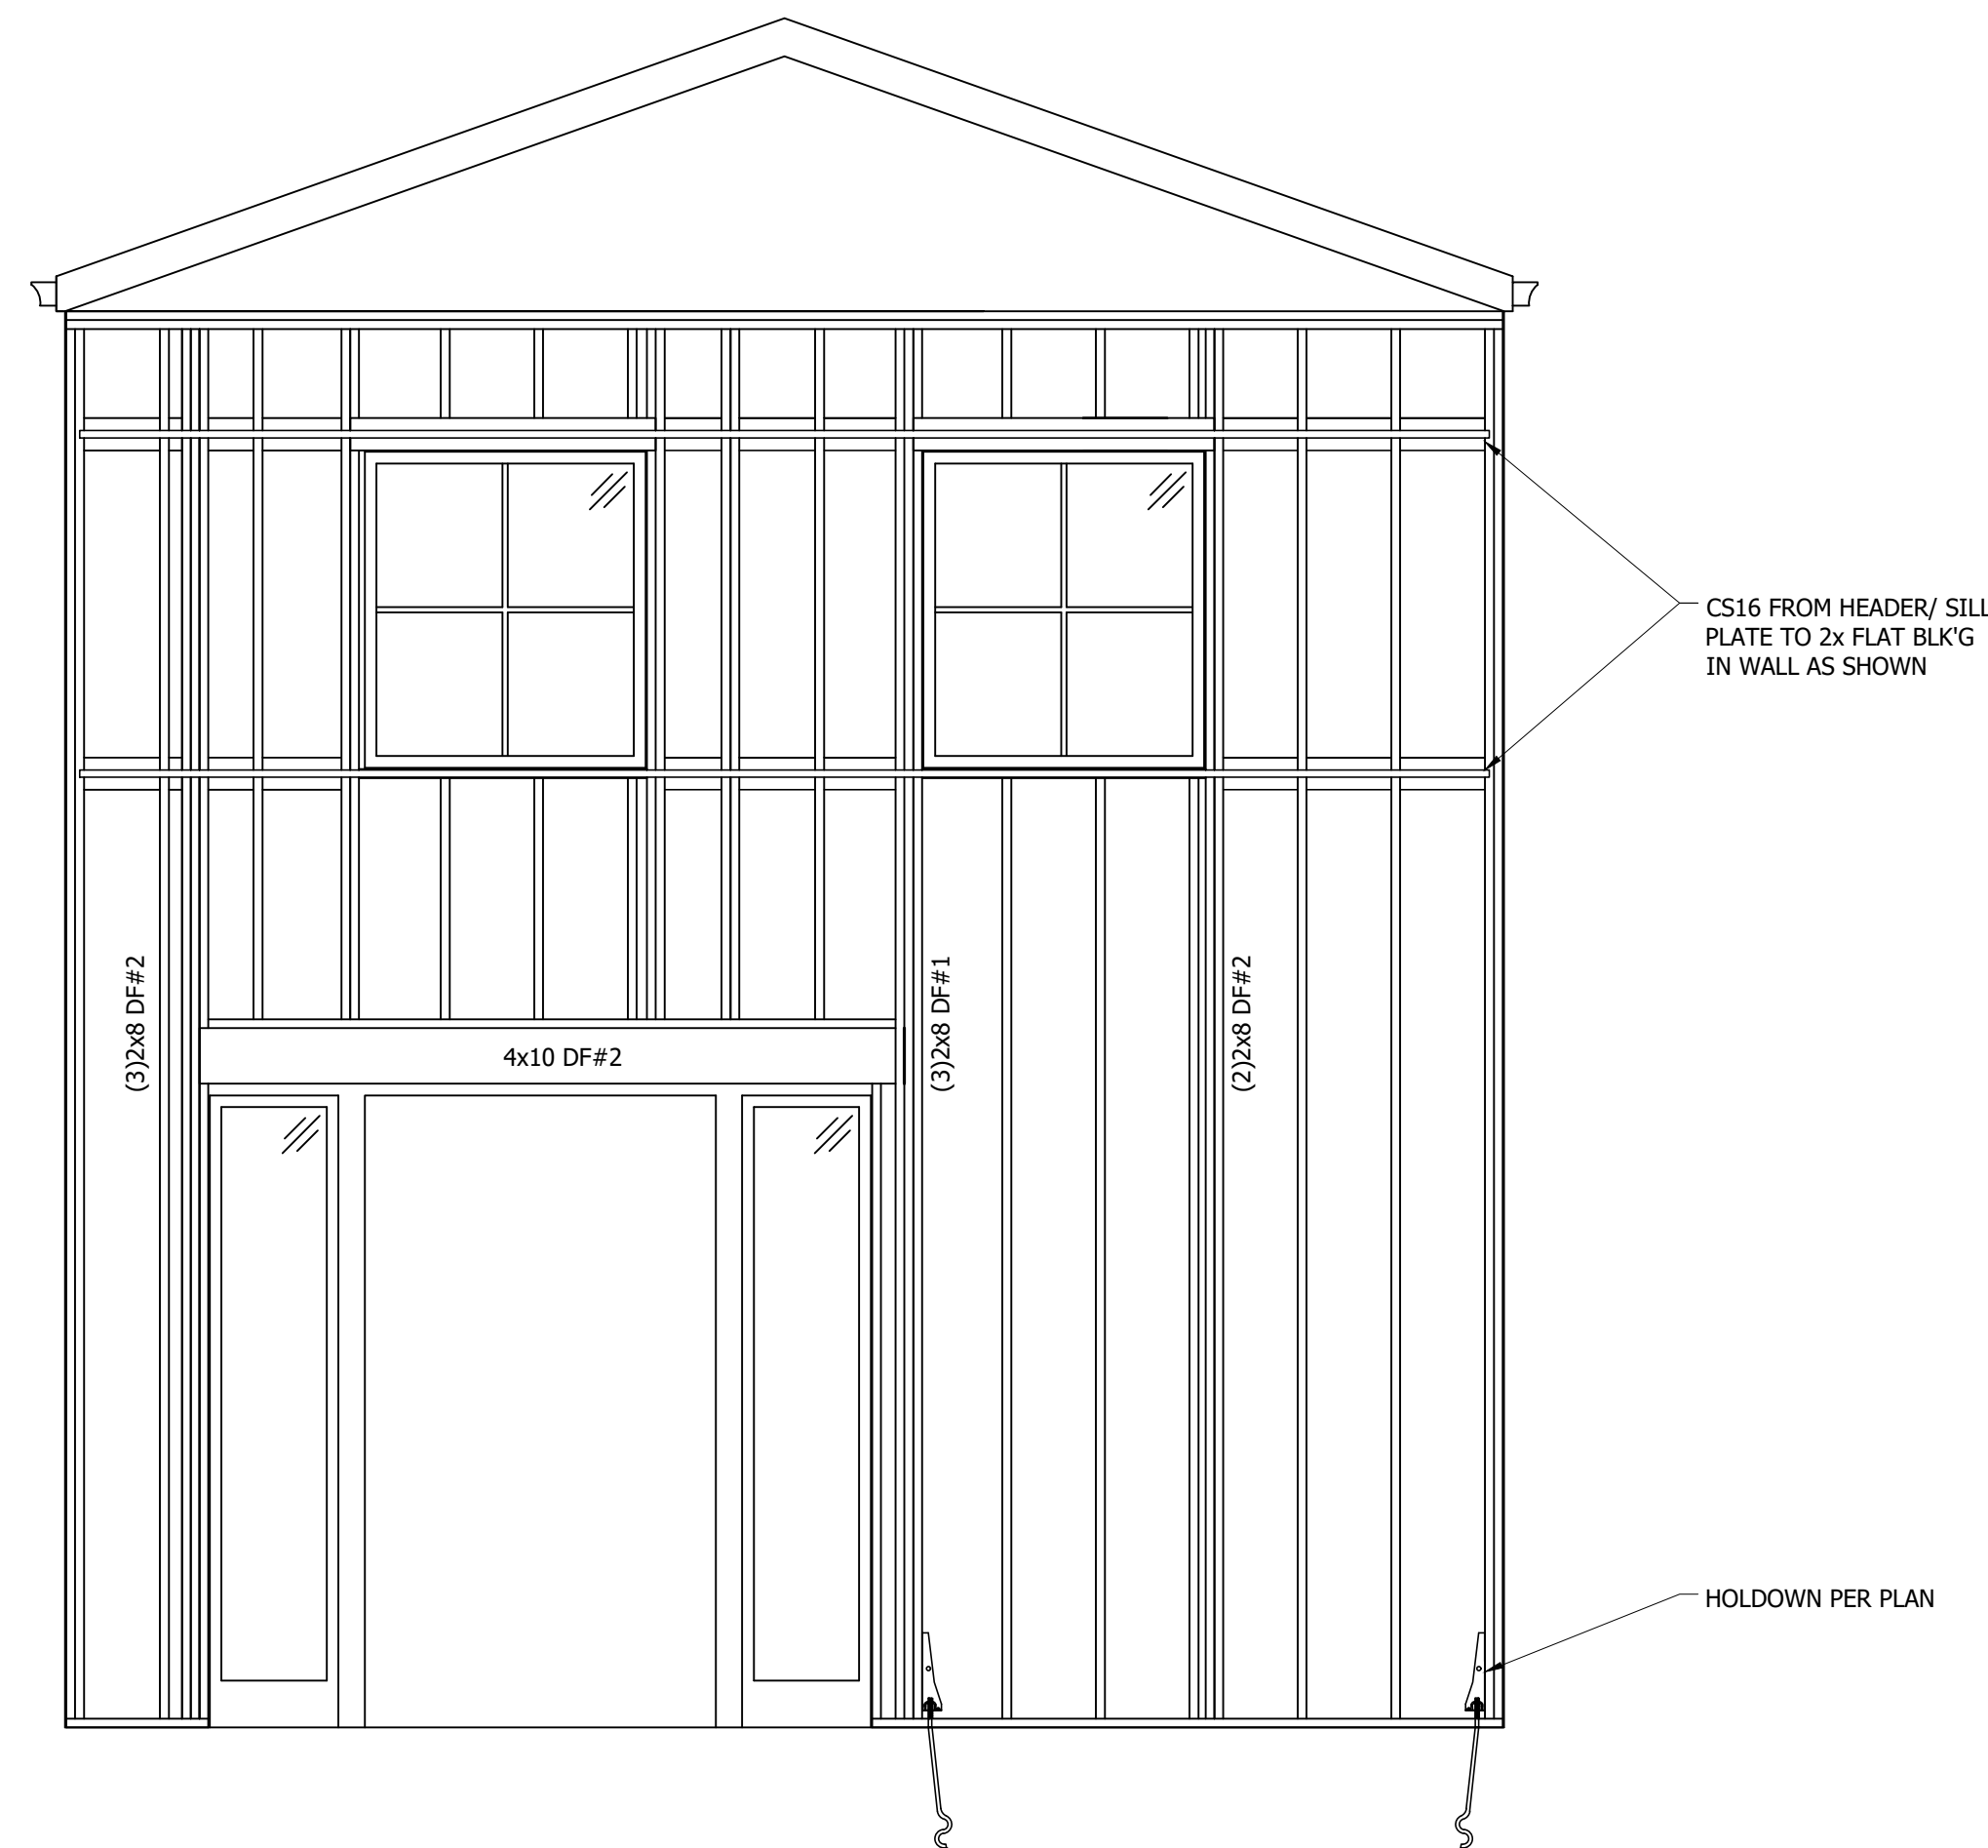 CS16 FROM HEADER/ SILL
PLATE TO 2x FLAT BLK'G
IN WALL AS SHOWN
(3)2x8 DF#2
(3)2x8 DF#1
(2)2x8 DF#2
4x10 DF#2
HOLDOWN PER PLAN